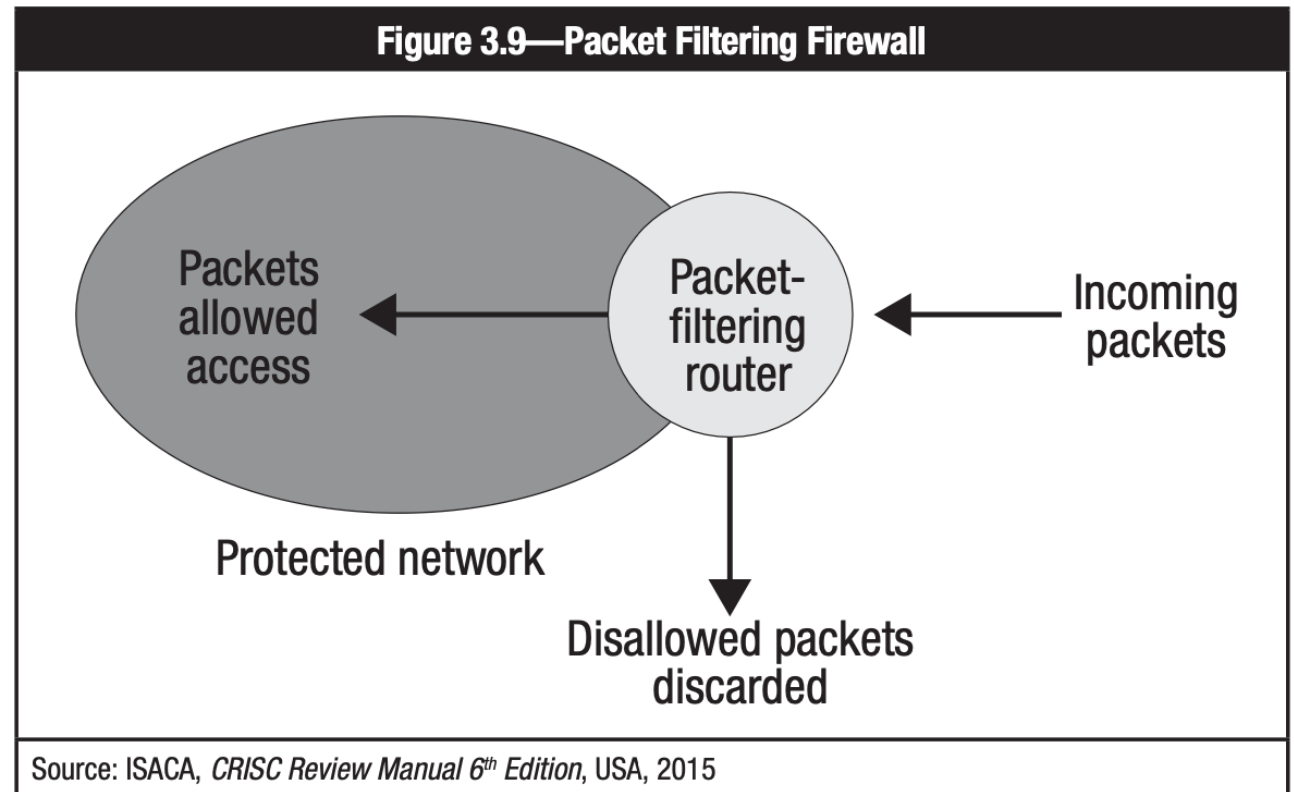 Figure 3.9—Packet Filtering Firewall
Packets
allowed
access
Packet-
filtering
router
Incoming
packets
Protected network
Disallowed packets
discarded
Source: ISACA, CRISC Review Manual 6th Edition, USA, 2015